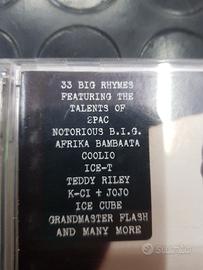 33 BIG RHYMES
FEATURING THE
TALENTS OF
2PAC
NOTORIOUS B.I.G.
AFRIKA BAMBAATA
COOLIO
ICE-T
TEDDY RILEY
K-CI + JOJO
ICE CUBE
GRANDMASTER FLASH
AND MANY MORE
subito